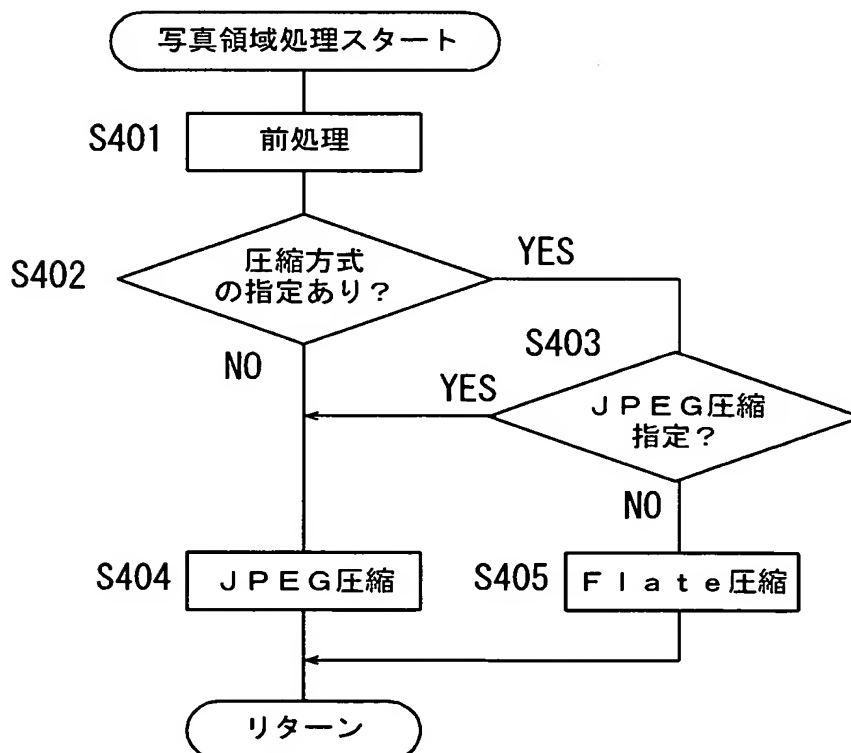 写真領域処理スタート
S401
前処理
S402
圧縮方式
の指定あり？
YES
NO
S403
YES
ＪＰＥＧ圧縮
指定？
NO
S404
ＪＰＥＧ圧縮
S405
Ｆｌａｔｅ圧縮
リターン